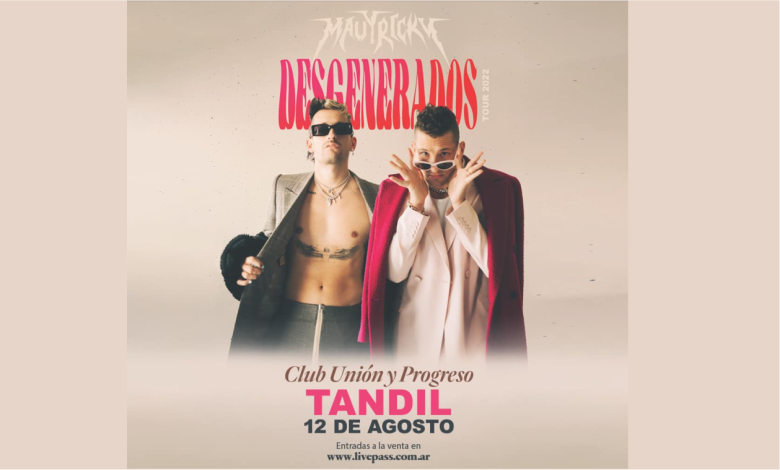 MAUYRICKY
DESGENERADOS
TOUR 2022
Club Unión y Progreso
TANDIL
12 DE AGOSTO
Entradas a la venta en
www.livepass.com.ar